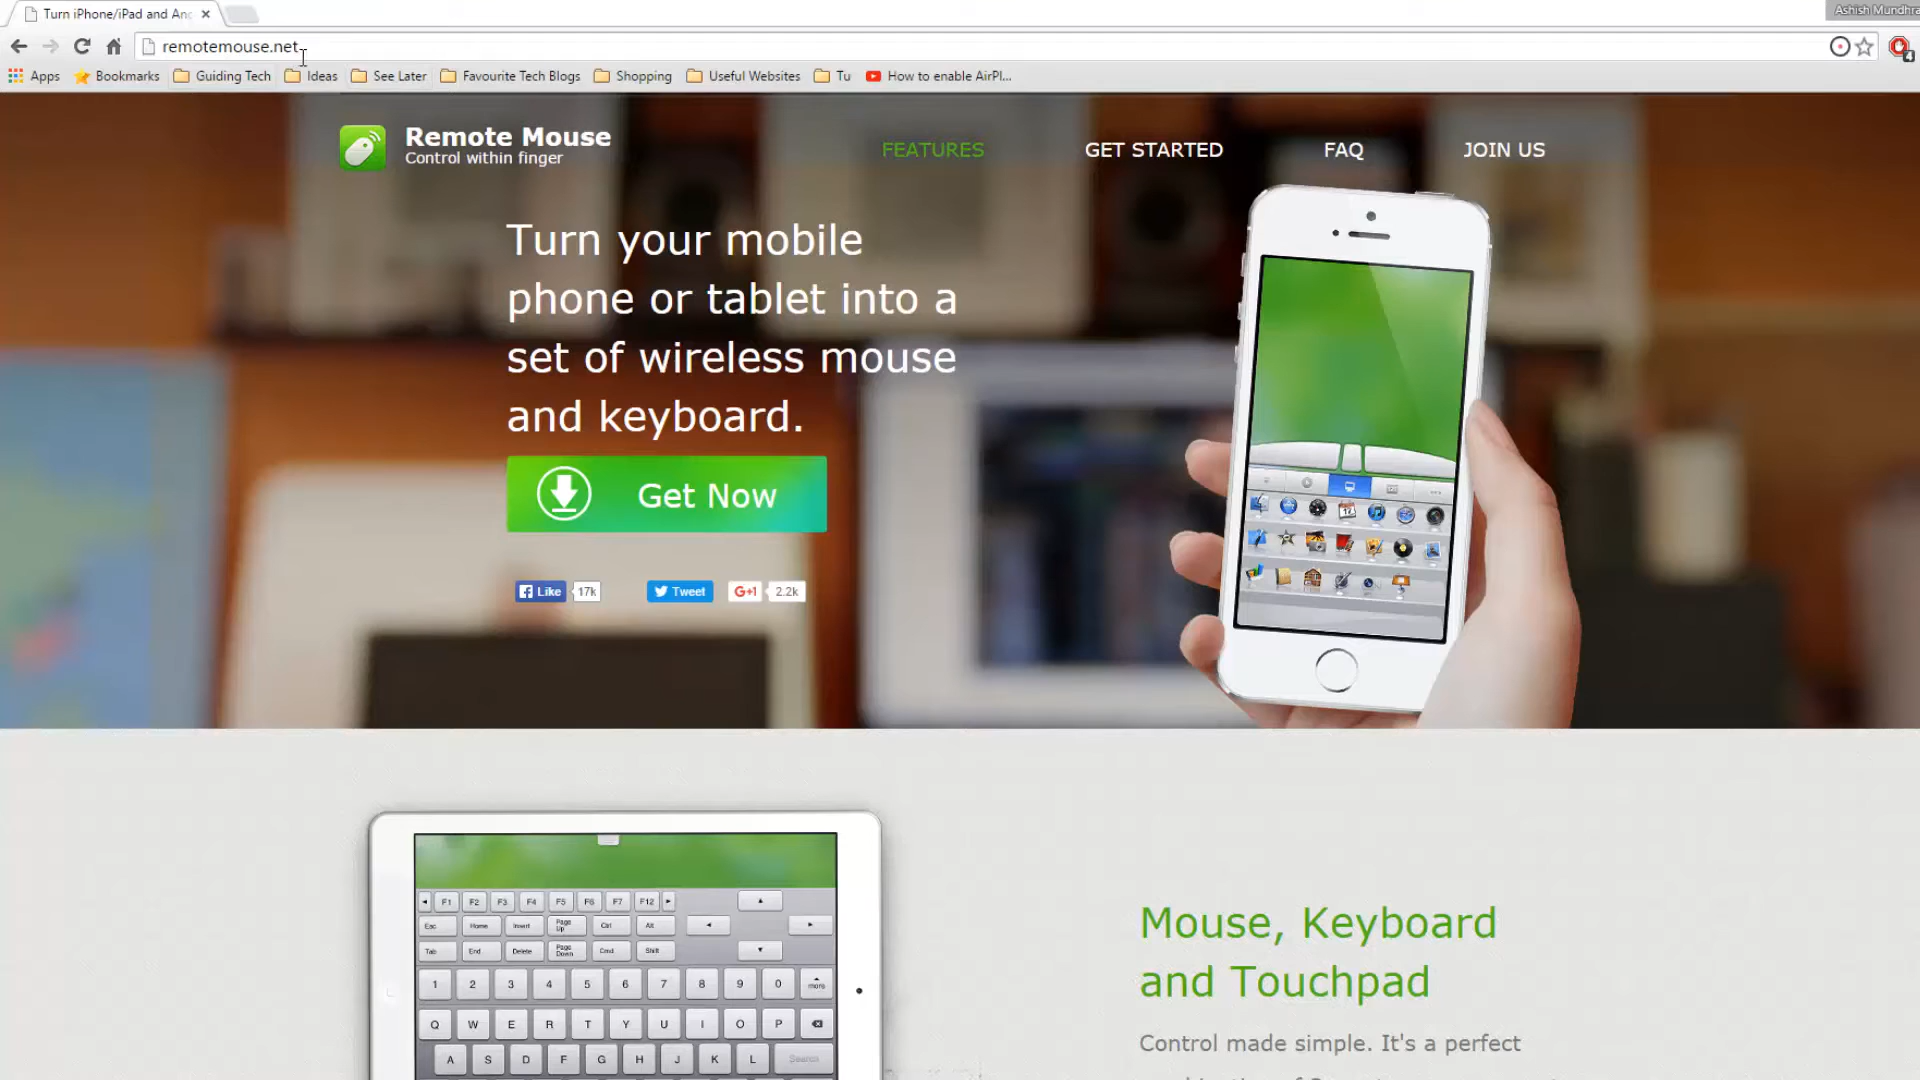 Turn iPhone/iPad and And
Ashish Mundhra
remotemouse.net
4
Apps
Bookmarks
Guiding Tech
Ideas
See Later
Favourite Tech Blogs
Shopping
Useful Websites
Tu
How to enable AirPl...
Remote Mouse
Control within finger
FEATURES
GET STARTED
FAQ
JOIN US
Turn your mobile
phone or tablet into a
set of wireless mouse
and keyboard.
Get Now
Like 17k
Tweet
G+1 2.2k
F1 F2 F3 F4 F5 F6 F7 F12
Esc Home Insert Page Up Ctrl Alt
Tab End Delete Page Down Cmd Shift
1 2 3 4 5 6 7 8 9 0 more
Q W E R T Y U I O P
A S D F G H J K L Search
Mouse, Keyboard
and Touchpad
Control made simple. It's a perfect